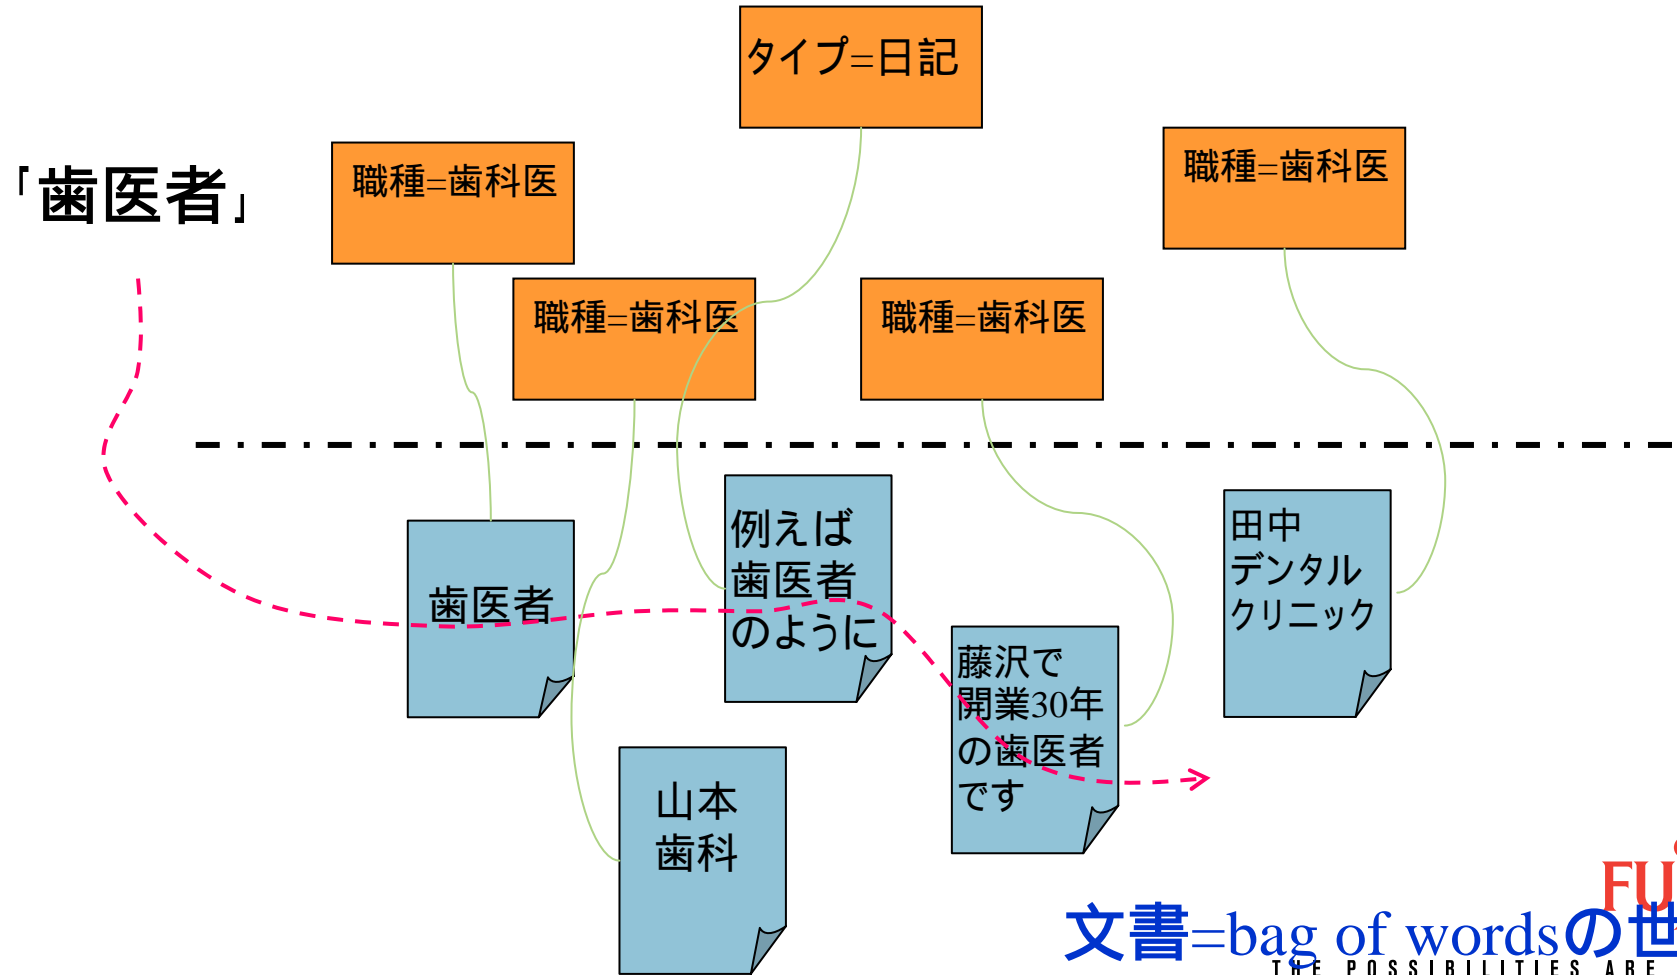 タイプ=日記
「歯医者」
職種=歯科医
職種=歯科医
職種=歯科医
職種=歯科医
歯医者
例えば
歯医者
のように
田中
デンタル
クリニック
藤沢で
開業30年
の歯医者
です
山本
歯科
FU
文書=bag of wordsの世
THE POSSIBILITIES ARE